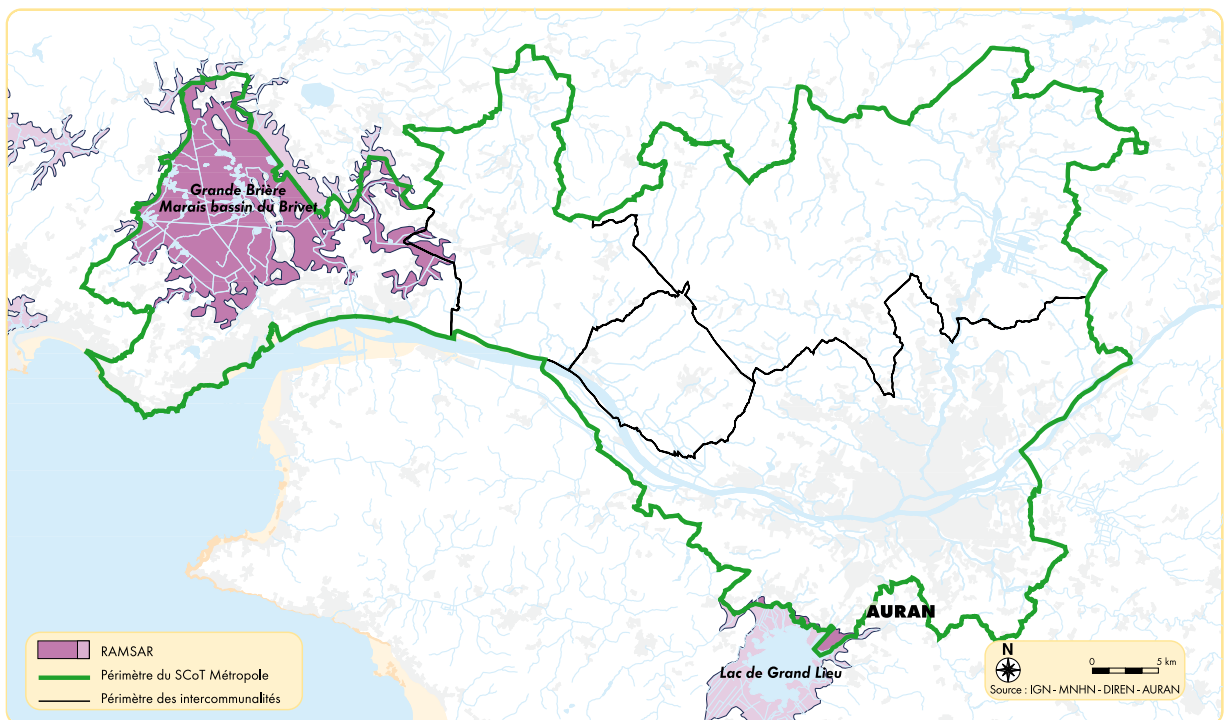 Grande Brière
Marais bassin du Brivet
AURAN
Lac de Grand Lieu
RAMSAR
Périmètre du SCoT Métropole
Périmètre des intercommunalités
N
0 5 km
Source : IGN - MNHN - DIREN - AURAN